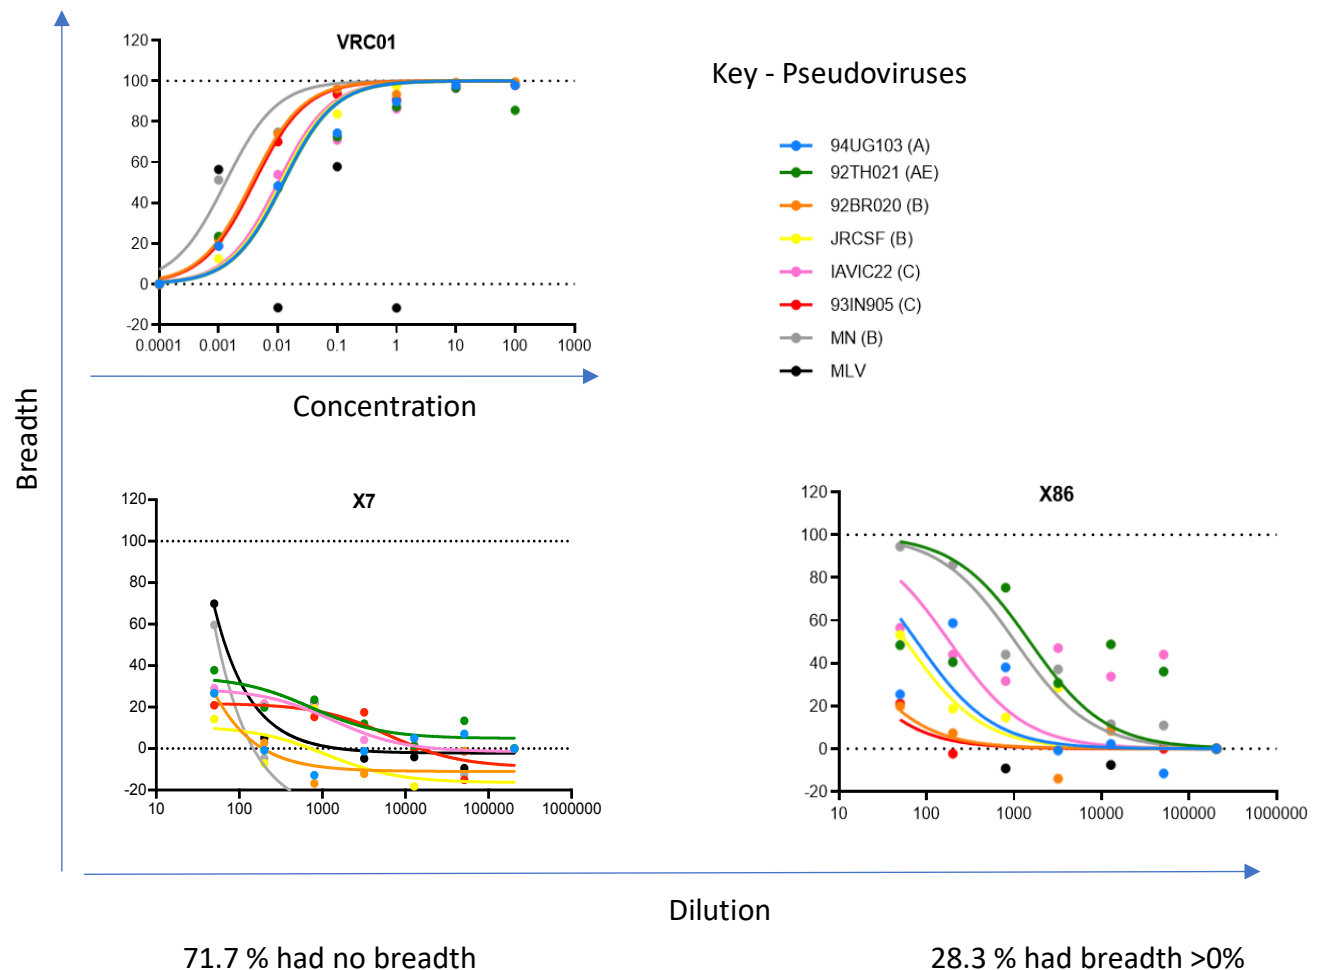 VRC01
120
100
80
60
40
20
0
-20
0.0001 0.001 0.01 0.1 1 10 100 1000
Concentration
Key - Pseudoviruses
94UG103 (A)
92TH021 (AE)
92BR020 (B)
JRCSF (B)
IAVIC22 (C)
93IN905 (C)
MN (B)
MLV
Breadth
X7
120
100
80
60
40
20
0
-20
10 100 1000 10000 100000 1000000
X86
120
100
80
60
40
20
0
-20
10 100 1000 10000 100000 1000000
Dilution
71.7 % had no breadth
28.3 % had breadth >0%